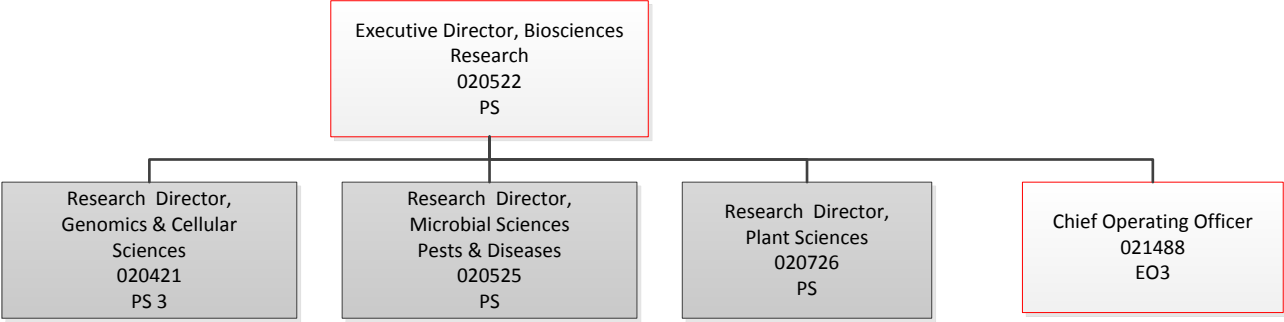 Executive Director, Biosciences
Research
020522
PS
Research Director,
Genomics & Cellular
Sciences
020421
PS 3
Research Director,
Microbial Sciences
Pests & Diseases
020525
PS
Research Director,
Plant Sciences
020726
PS
Chief Operating Officer
021488
EO3